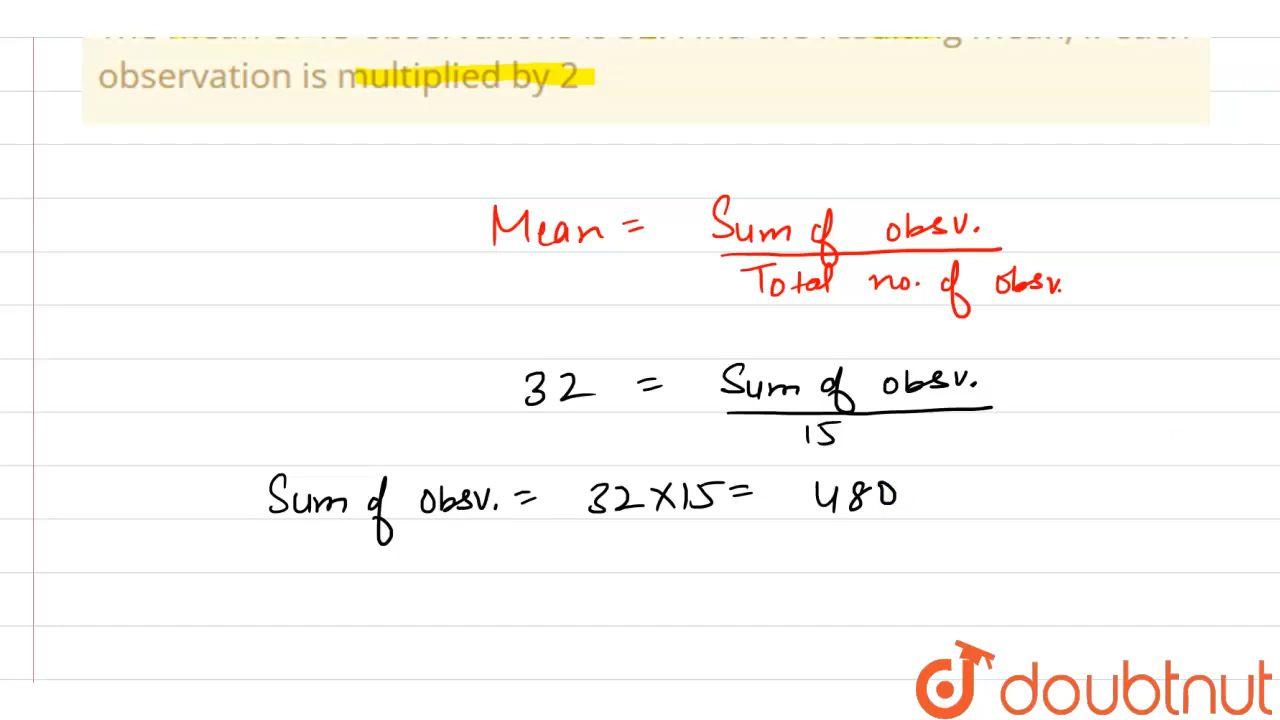 observation is multiplied by 2
Mean = Sum of obsv.
Total no. of obsv.
32 = Sum of obsv.
15
Sum of obsv. = 32 × 15 = 480
doubtnut